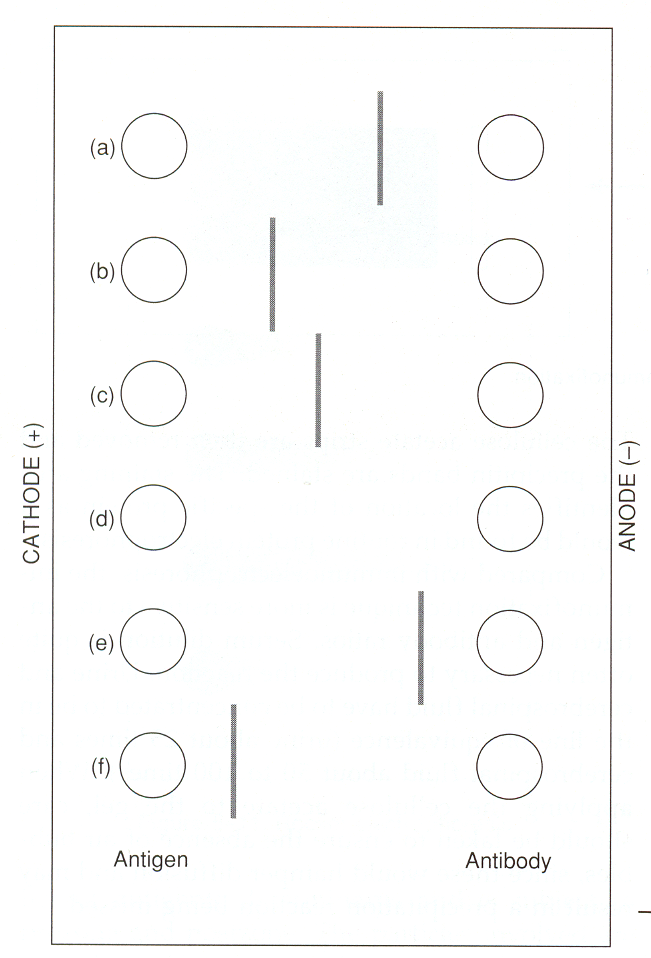 (a)
(b)
(c)
CATHODE (+)
ANODE (–)
(d)
(e)
(f)
Antigen
Antibody